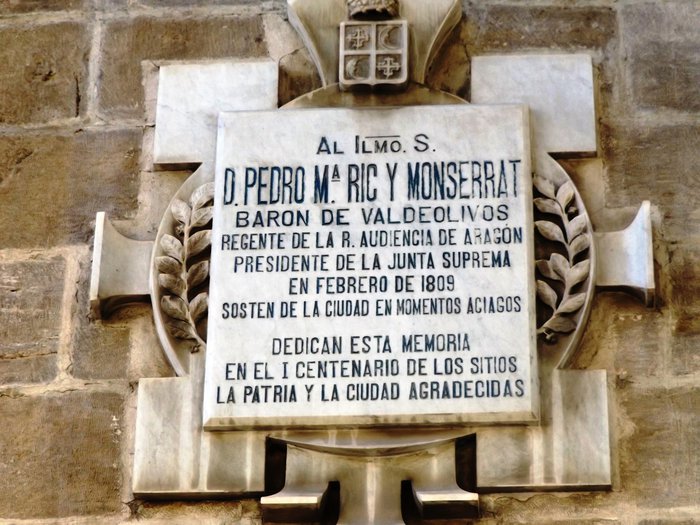 AL ILMO. S.
D. PEDRO Mª RIC Y MONSERRAT
BARON DE VALDEOLIVOS
REGENTE DE LA R. AUDIENCIA DE ARAGÓN
PRESIDENTE DE LA JUNTA SUPREMA
EN FEBRERO DE 1809
SOSTEN DE LA CIUDAD EN MOMENTOS ACIAGOS
DEDICAN ESTA MEMORIA
EN EL I CENTENARIO DE LOS SITIOS
LA PATRIA Y LA CIUDAD AGRADECIDAS